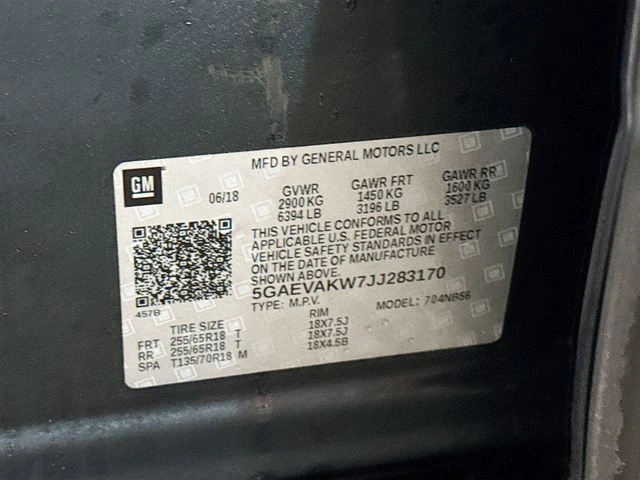 MFD BY GENERAL MOTORS LLC
GM
06/18 GVWR GAWR FRT GAWR RR
2900 KG 1450 KG 1600 KG
6394 LB 3196 LB 3527 LB
THIS VEHICLE CONFORMS TO ALL
APPLICABLE U.S. FEDERAL MOTOR
VEHICLE SAFETY STANDARDS IN EFFECT
ON THE DATE OF MANUFACTURE
SHOWN ABOVE.
5GAEVAKW7JJ283170
TYPE: M.P.V. MODEL: 704NB56
457B
TIRE SIZE RIM
FRT 255/65R18 T 18X7.5J
RR 255/65R18 T 18X7.5J
SPA T135/70R18 M 18X4.5B